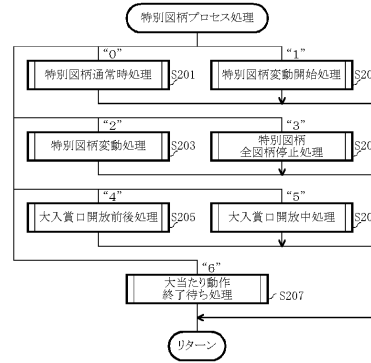 特別図柄プロセス処理
“0”
“1”
特別図柄通常時処理
S201
特別図柄変動開始処理
S20
“2”
“3”
特別図柄変動処理
S203
特別図柄
全図柄停止処理
S20
“4”
“5”
大入賞口開放前後処理
S205
大入賞口開放中処理
S20
“6”
大当たり動作
終了待ち処理
S207
リターン